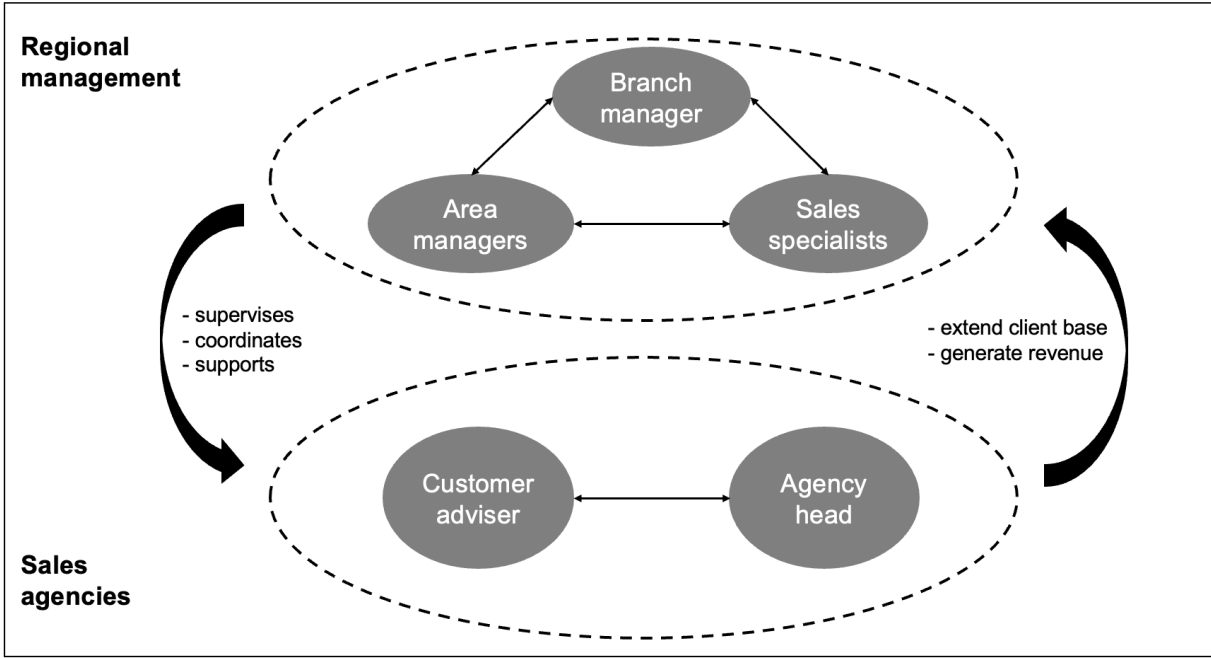 Regional
management
Branch
manager
Area
managers
Sales
specialists
- supervises
- coordinates
- supports
- extend client base
- generate revenue
Customer
adviser
Agency
head
Sales
agencies